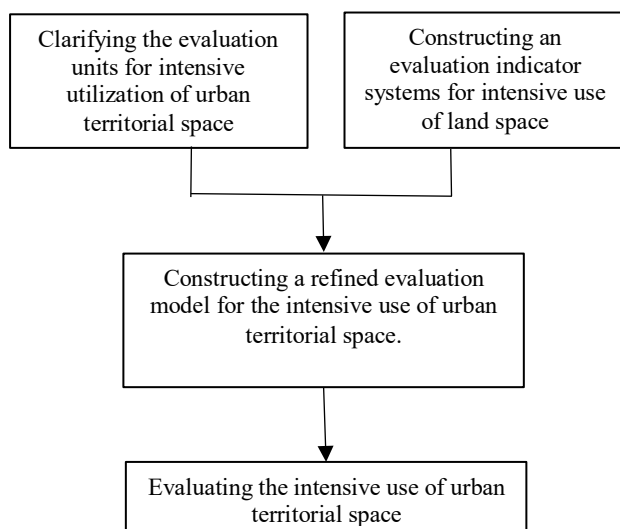 Clarifying the evaluation
units for intensive
utilization of urban
territorial space
Constructing an
evaluation indicator
systems for intensive use
of land space
Constructing a refined evaluation
model for the intensive use of urban
territorial space.
Evaluating the intensive use of urban
territorial space